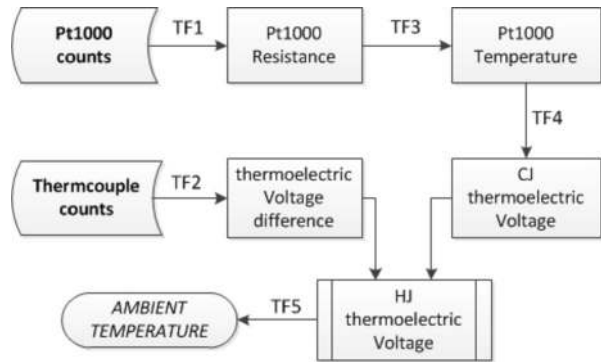 Pt1000
counts
TF1
Pt1000
Resistance
TF3
Pt1000
Temperature
TF4
Thermcouple
counts
TF2
thermoelectric
Voltage
difference
CJ
thermoelectric
Voltage
HJ
thermoelectric
Voltage
TF5
AMBIENT
TEMPERATURE